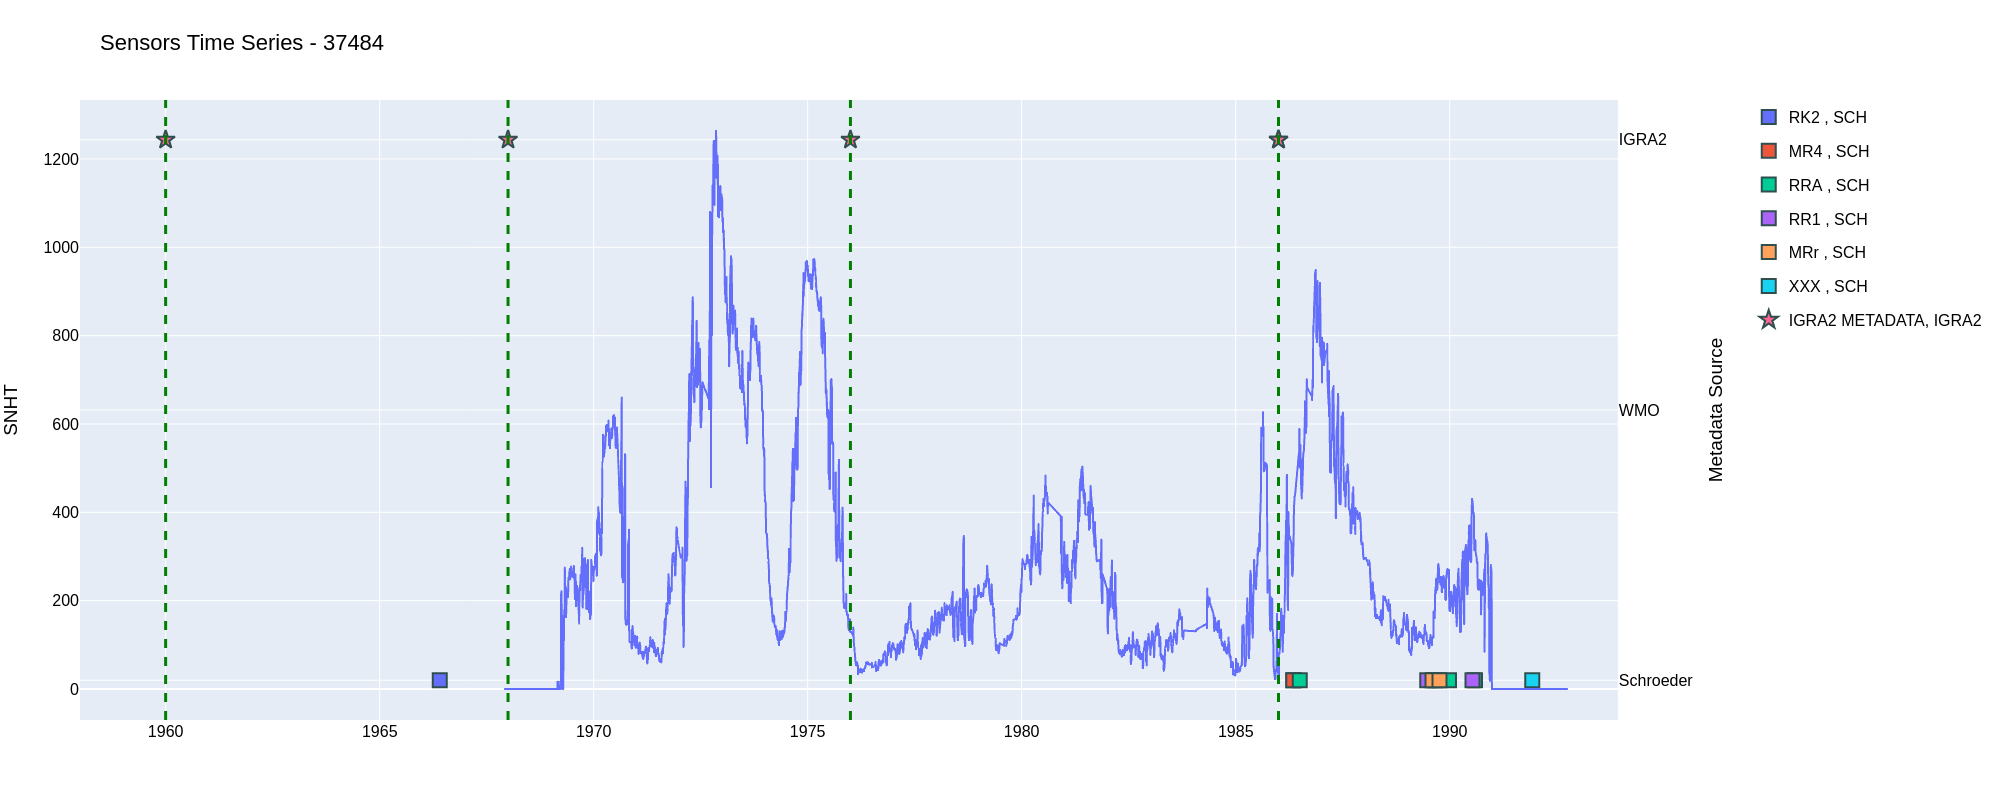 Sensors Time Series - 37484
SNHT
1200
1000
800
600
400
200
0
1960
1965
1970
1975
1980
1985
1990
IGRA2
WMO
Schroeder
Metadata Source
RK2 , SCH
MR4 , SCH
RRA , SCH
RR1 , SCH
MRr , SCH
XXX , SCH
IGRA2 METADATA, IGRA2